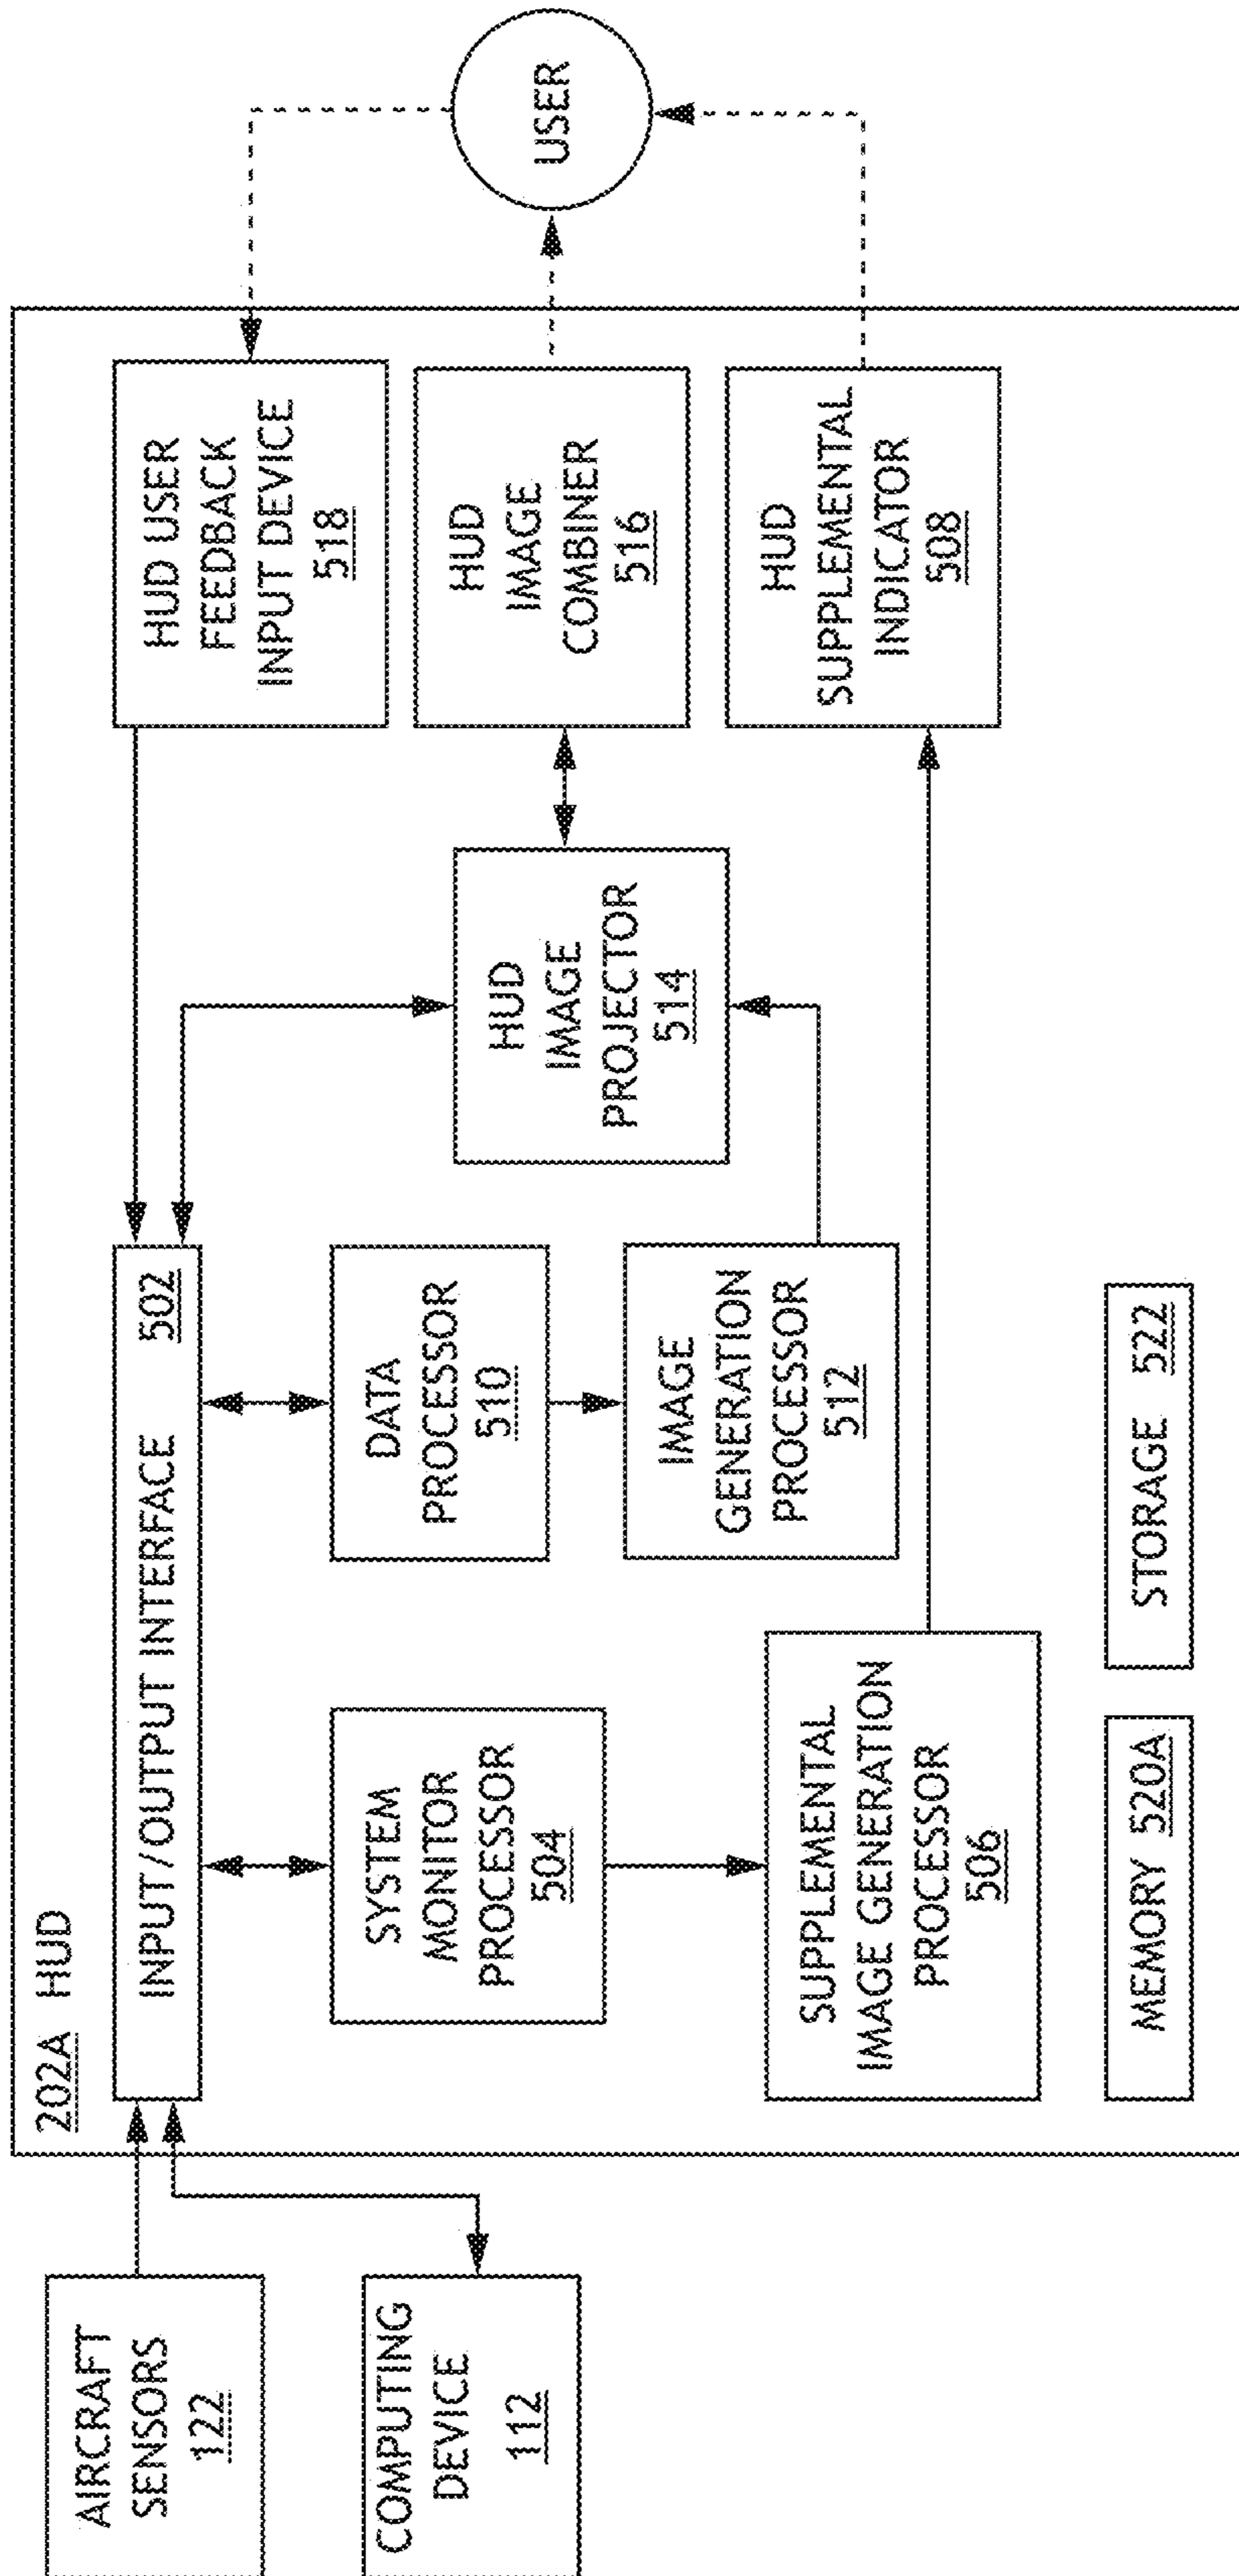 AIRCRAFT
SENSORS
122
COMPUTING
DEVICE
112
202A HUD
INPUT/OUTPUT INTERFACE 502
SYSTEM
MONITOR
PROCESSOR
504
DATA
PROCESSOR
510
SUPPLEMENTAL
IMAGE GENERATION
PROCESSOR
506
IMAGE
GENERATION
PROCESSOR
512
MEMORY 520A
STORAGE 522
HUD
IMAGE
PROJECTOR
514
HUD USER
FEEDBACK
INPUT DEVICE
518
HUD
IMAGE
COMBINER
516
HUD
SUPPLEMENTAL
INDICATOR
508
USER